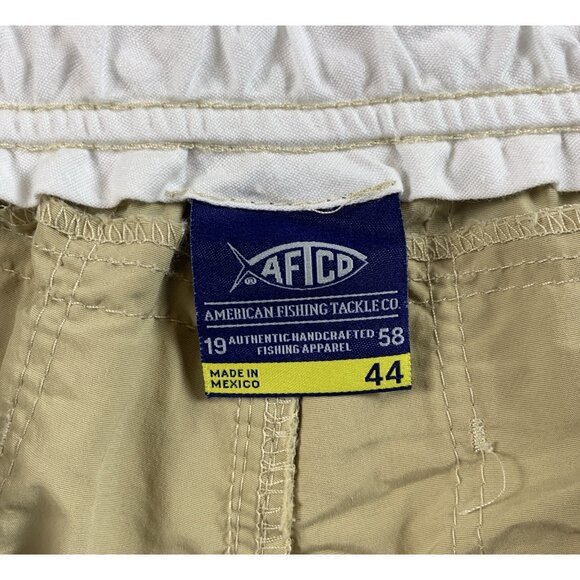 AFTCO
AMERICAN FISHING TACKLE CO.
19 AUTHENTIC HANDCRAFTED 58
FISHING APPAREL
MADE IN
MEXICO 44